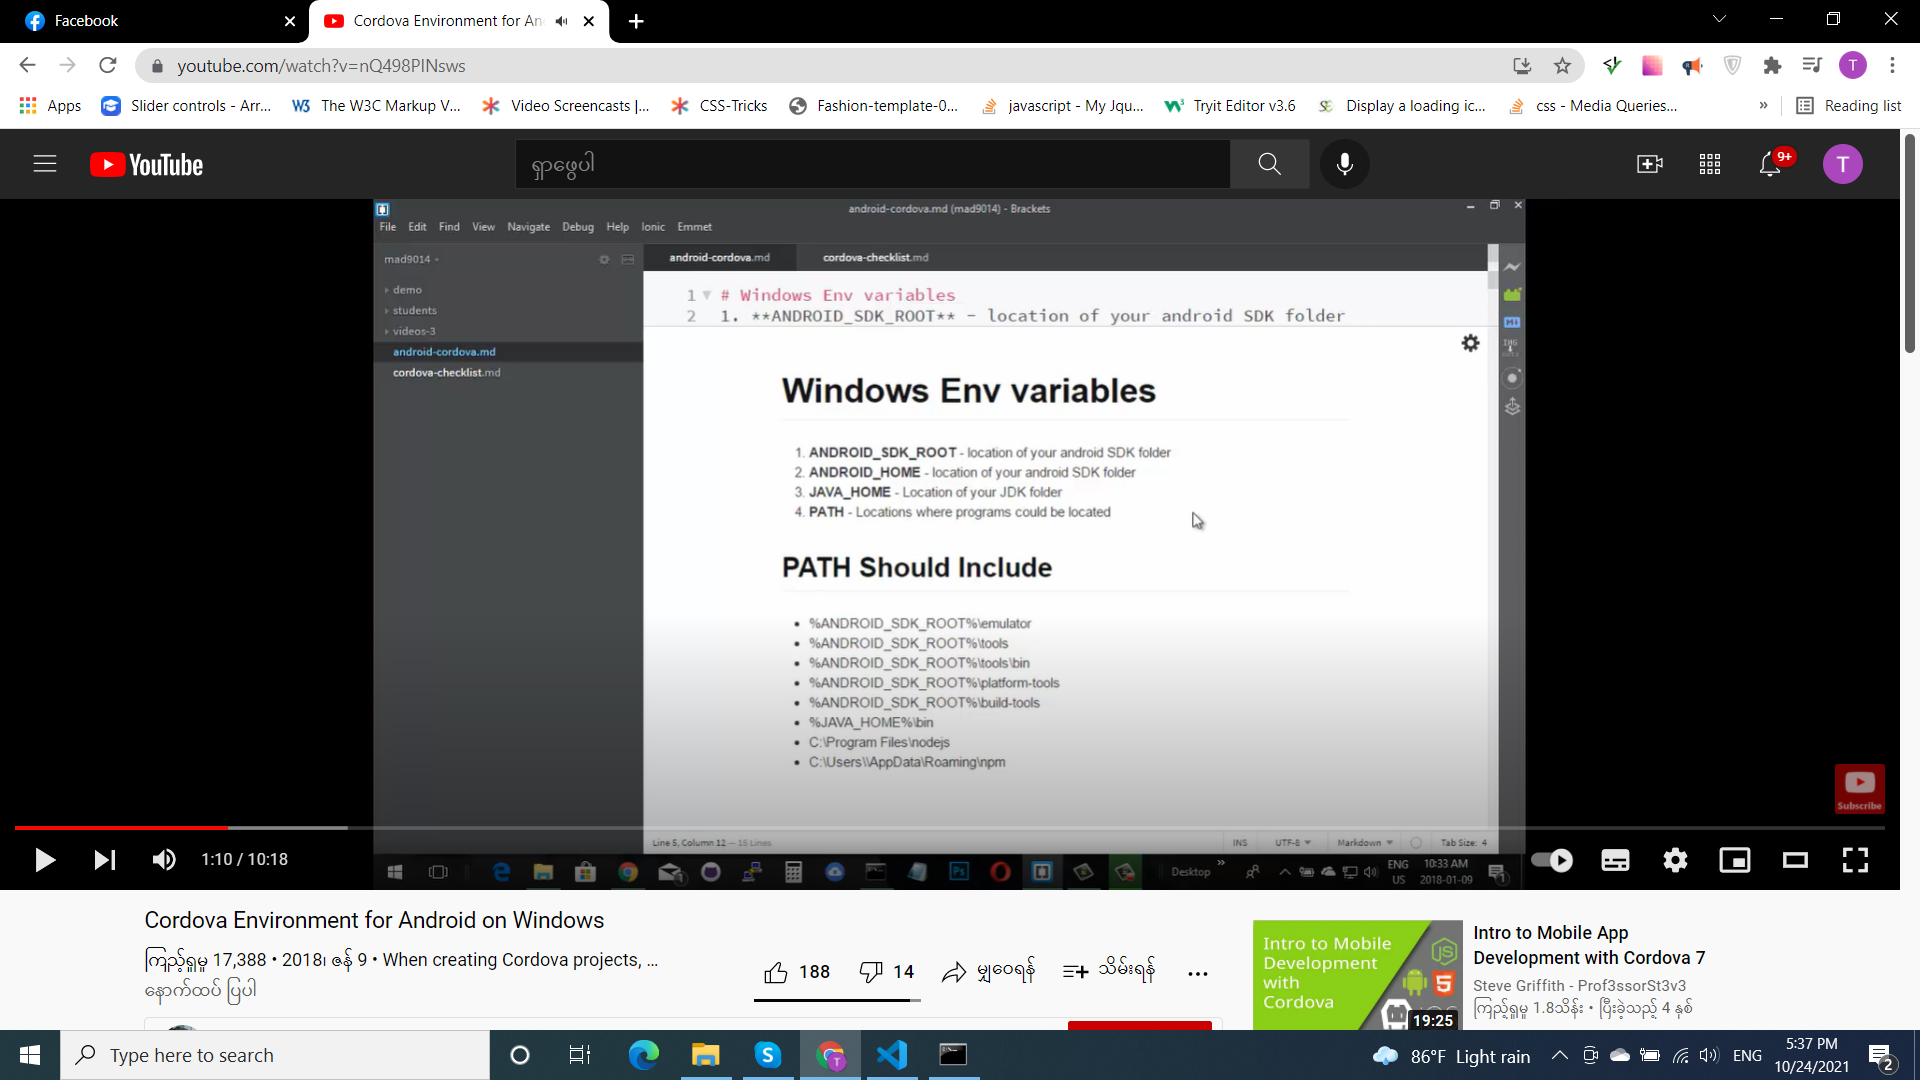 Facebook
Cordova Environment for An
youtube.com/watch?v=nQ498PINsws
Apps
Slider controls - Arr...
The W3C Markup V...
Video Screencasts |...
CSS-Tricks
Fashion-template-0...
javascript - My Jqu...
Tryit Editor v3.6
Display a loading ic...
css - Media Queries...
»
Reading list
YouTube
ရှာဖွေပါ
9+
T
android-cordova.md (mad9014) - Brackets
File Edit Find View Navigate Debug Help Ionic Emmet
mad9014
demo
students
videos-3
android-cordova.md
cordova-checklist.md
android-cordova.md
cordova-checklist.md
1 # Windows Env variables
2 1. **ANDROID_SDK_ROOT** - location of your android SDK folder
Windows Env variables
1. ANDROID_SDK_ROOT - location of your android SDK folder
2. ANDROID_HOME - location of your android SDK folder
3. JAVA_HOME - Location of your JDK folder
4. PATH - Locations where programs could be located
PATH Should Include
• %ANDROID_SDK_ROOT%\emulator
• %ANDROID_SDK_ROOT%\tools
• %ANDROID_SDK_ROOT%\tools\bin
• %ANDROID_SDK_ROOT%\platform-tools
• %ANDROID_SDK_ROOT%\build-tools
• %JAVA_HOME%\bin
• C:\Program Files\nodejs
• C:\Users\\AppData\Roaming\npm
Subscribe
Line 5, Column 12 — 15 Lines
INS UTF-8 Markdown Tab Size: 4
1:10 / 10:18
Desktop
ENG
US
10:33 AM
2018-01-09
Cordova Environment for Android on Windows
ကြည့်ရှုမှု 17,388 • 2018၊ ဇန် 9 • When creating Cordova projects, ...
နောက်ထပ် ပြပါ
188
14
မျှဝေရန်
သိမ်းရန်
Intro to Mobile
Development
with
Cordova
19:25
Intro to Mobile App
Development with Cordova 7
Steve Griffith - Prof3ssorSt3v3
ကြည့်ရှုမှု 1.8သိန်း • ပြီးခဲ့သည့် 4 နှစ်
Type here to search
86°F Light rain
ENG
5:37 PM
10/24/2021
2